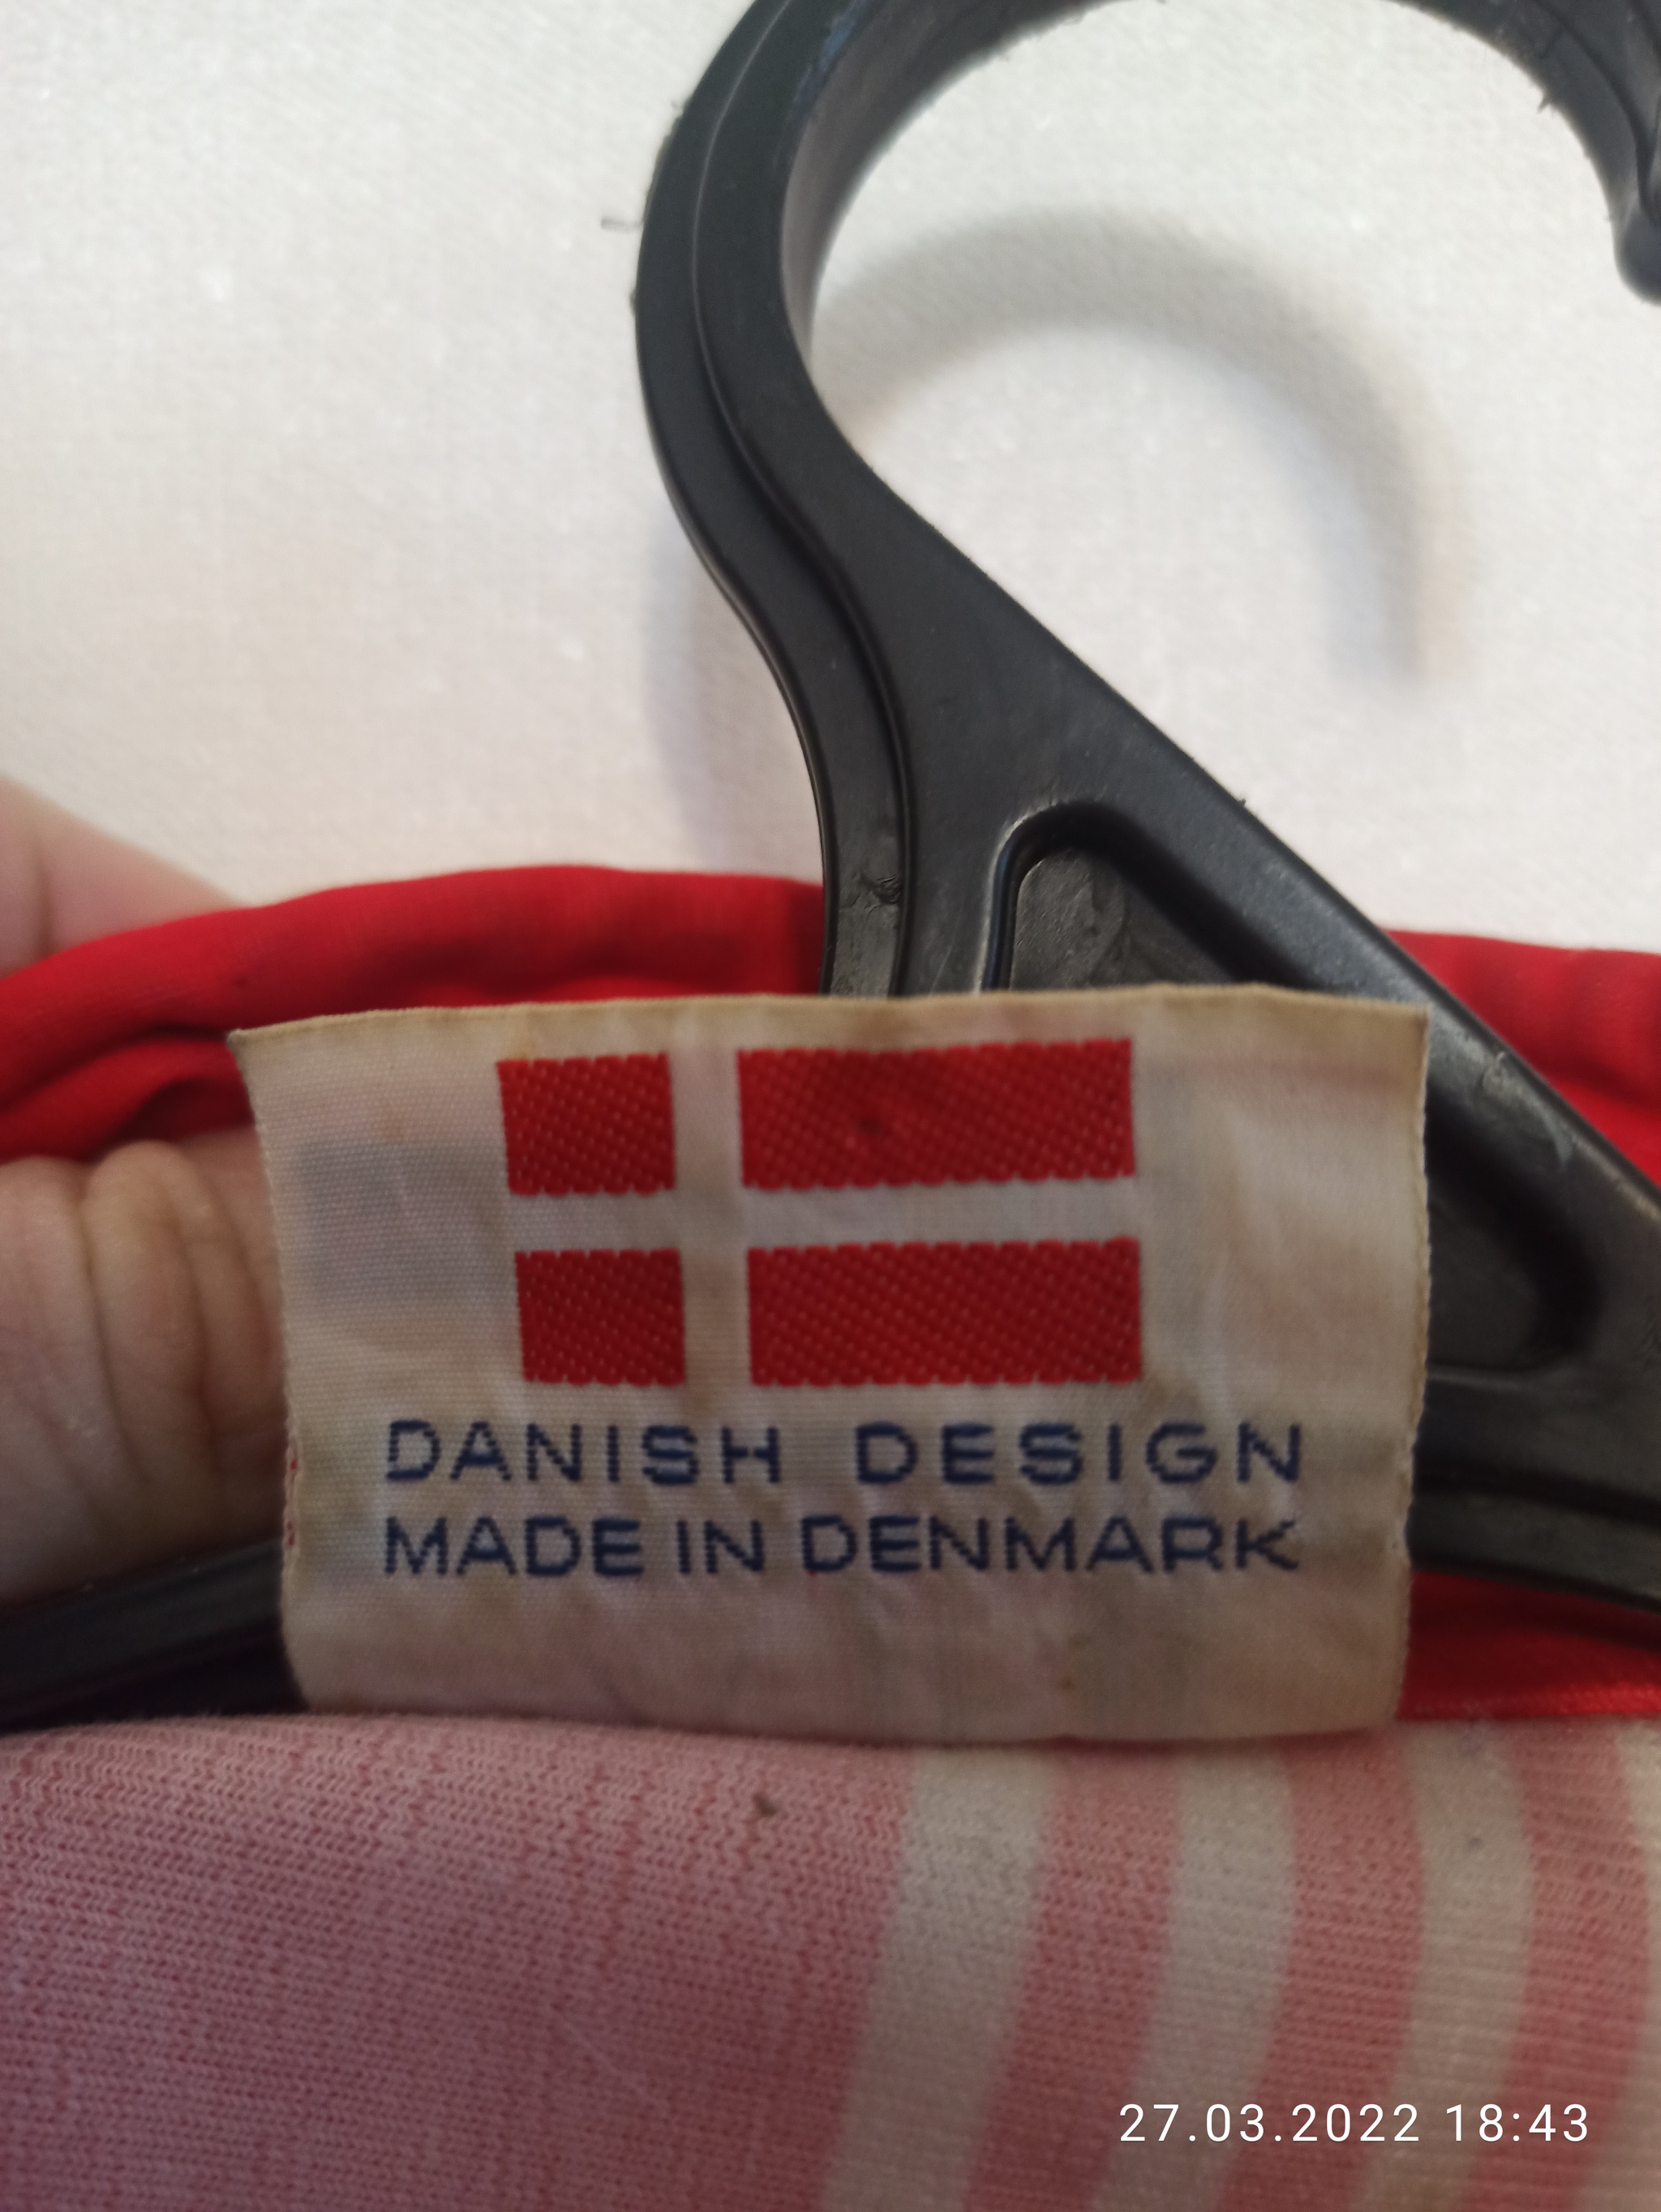 DANISH DESIGN
MADE IN DENMARK
27.03.2022 18:43